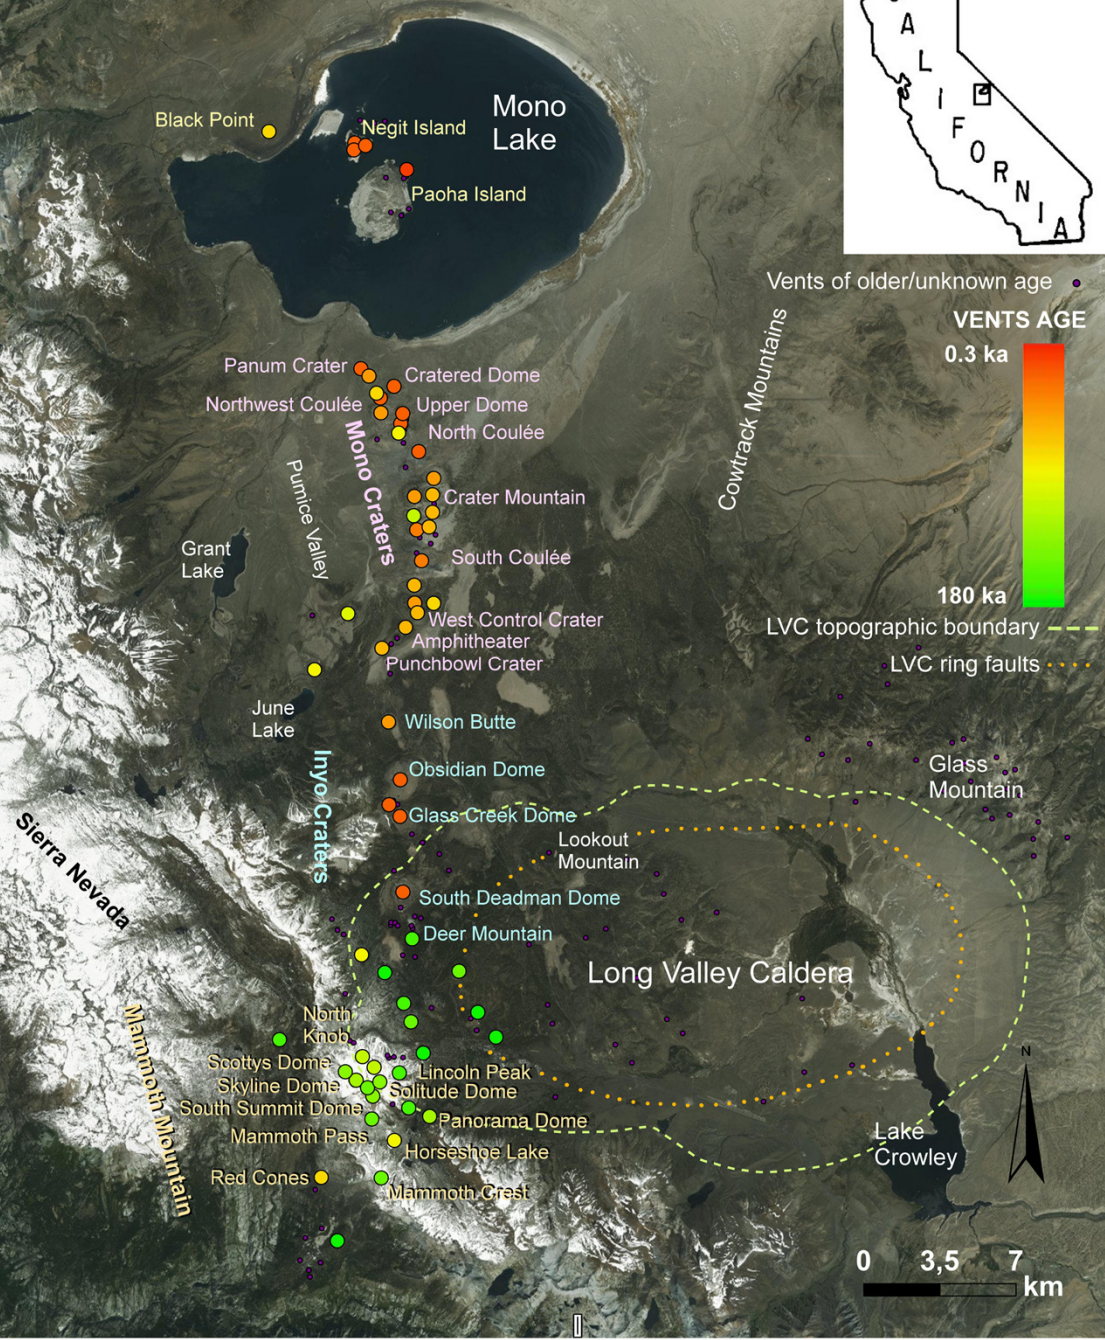 C
A
L
I
F
O
R
N
I
A
Mono
Lake
Black Point
Negit Island
Paoha Island
Vents of older/unknown age
VENTS AGE
0.3 ka
180 ka
LVC topographic boundary
LVC ring faults
Cowtrack Mountains
Panum Crater
Cratered Dome
Northwest Coulée
Upper Dome
North Coulée
Mono Craters
Crater Mountain
Pumice Valley
South Coulée
Grant
Lake
West Control Crater
Amphitheater
Punchbowl Crater
June
Lake
Wilson Butte
Inyo Craters
Obsidian Dome
Glass Creek Dome
Glass
Mountain
Lookout
Mountain
Sierra Nevada
South Deadman Dome
Deer Mountain
Long Valley Caldera
Mammoth Mountain
North
Knob
Scottys Dome
Lincoln Peak
Skyline Dome
Solitude Dome
South Summit Dome
Panorama Dome
Mammoth Pass
Horseshoe Lake
Red Cones
Mammoth Crest
Lake
Crowley
N
0 3,5 7
km